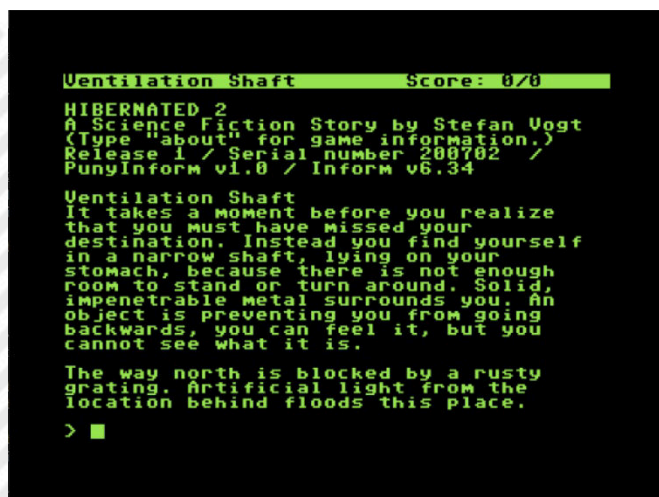 Ventilation Shaft Score: 0/0
HIBERNATED 2
A Science Fiction Story by Stefan Vogt
(Type "about" for game information.)
Release 1 / Serial number 200702 /
PunyInform v1.0 / Inform v6.34
Ventilation Shaft
It takes a moment before you realize
that you must have missed your
destination. Instead you find yourself
in a narrow shaft, lying on your
stomach, because there is not enough
room to stand or turn around. Solid,
impenetrable metal surrounds you. An
object is preventing you from going
backwards, you can feel it, but you
cannot see what it is.
The way north is blocked by a rusty
grating. Artificial light from the
location behind floods this place.
>